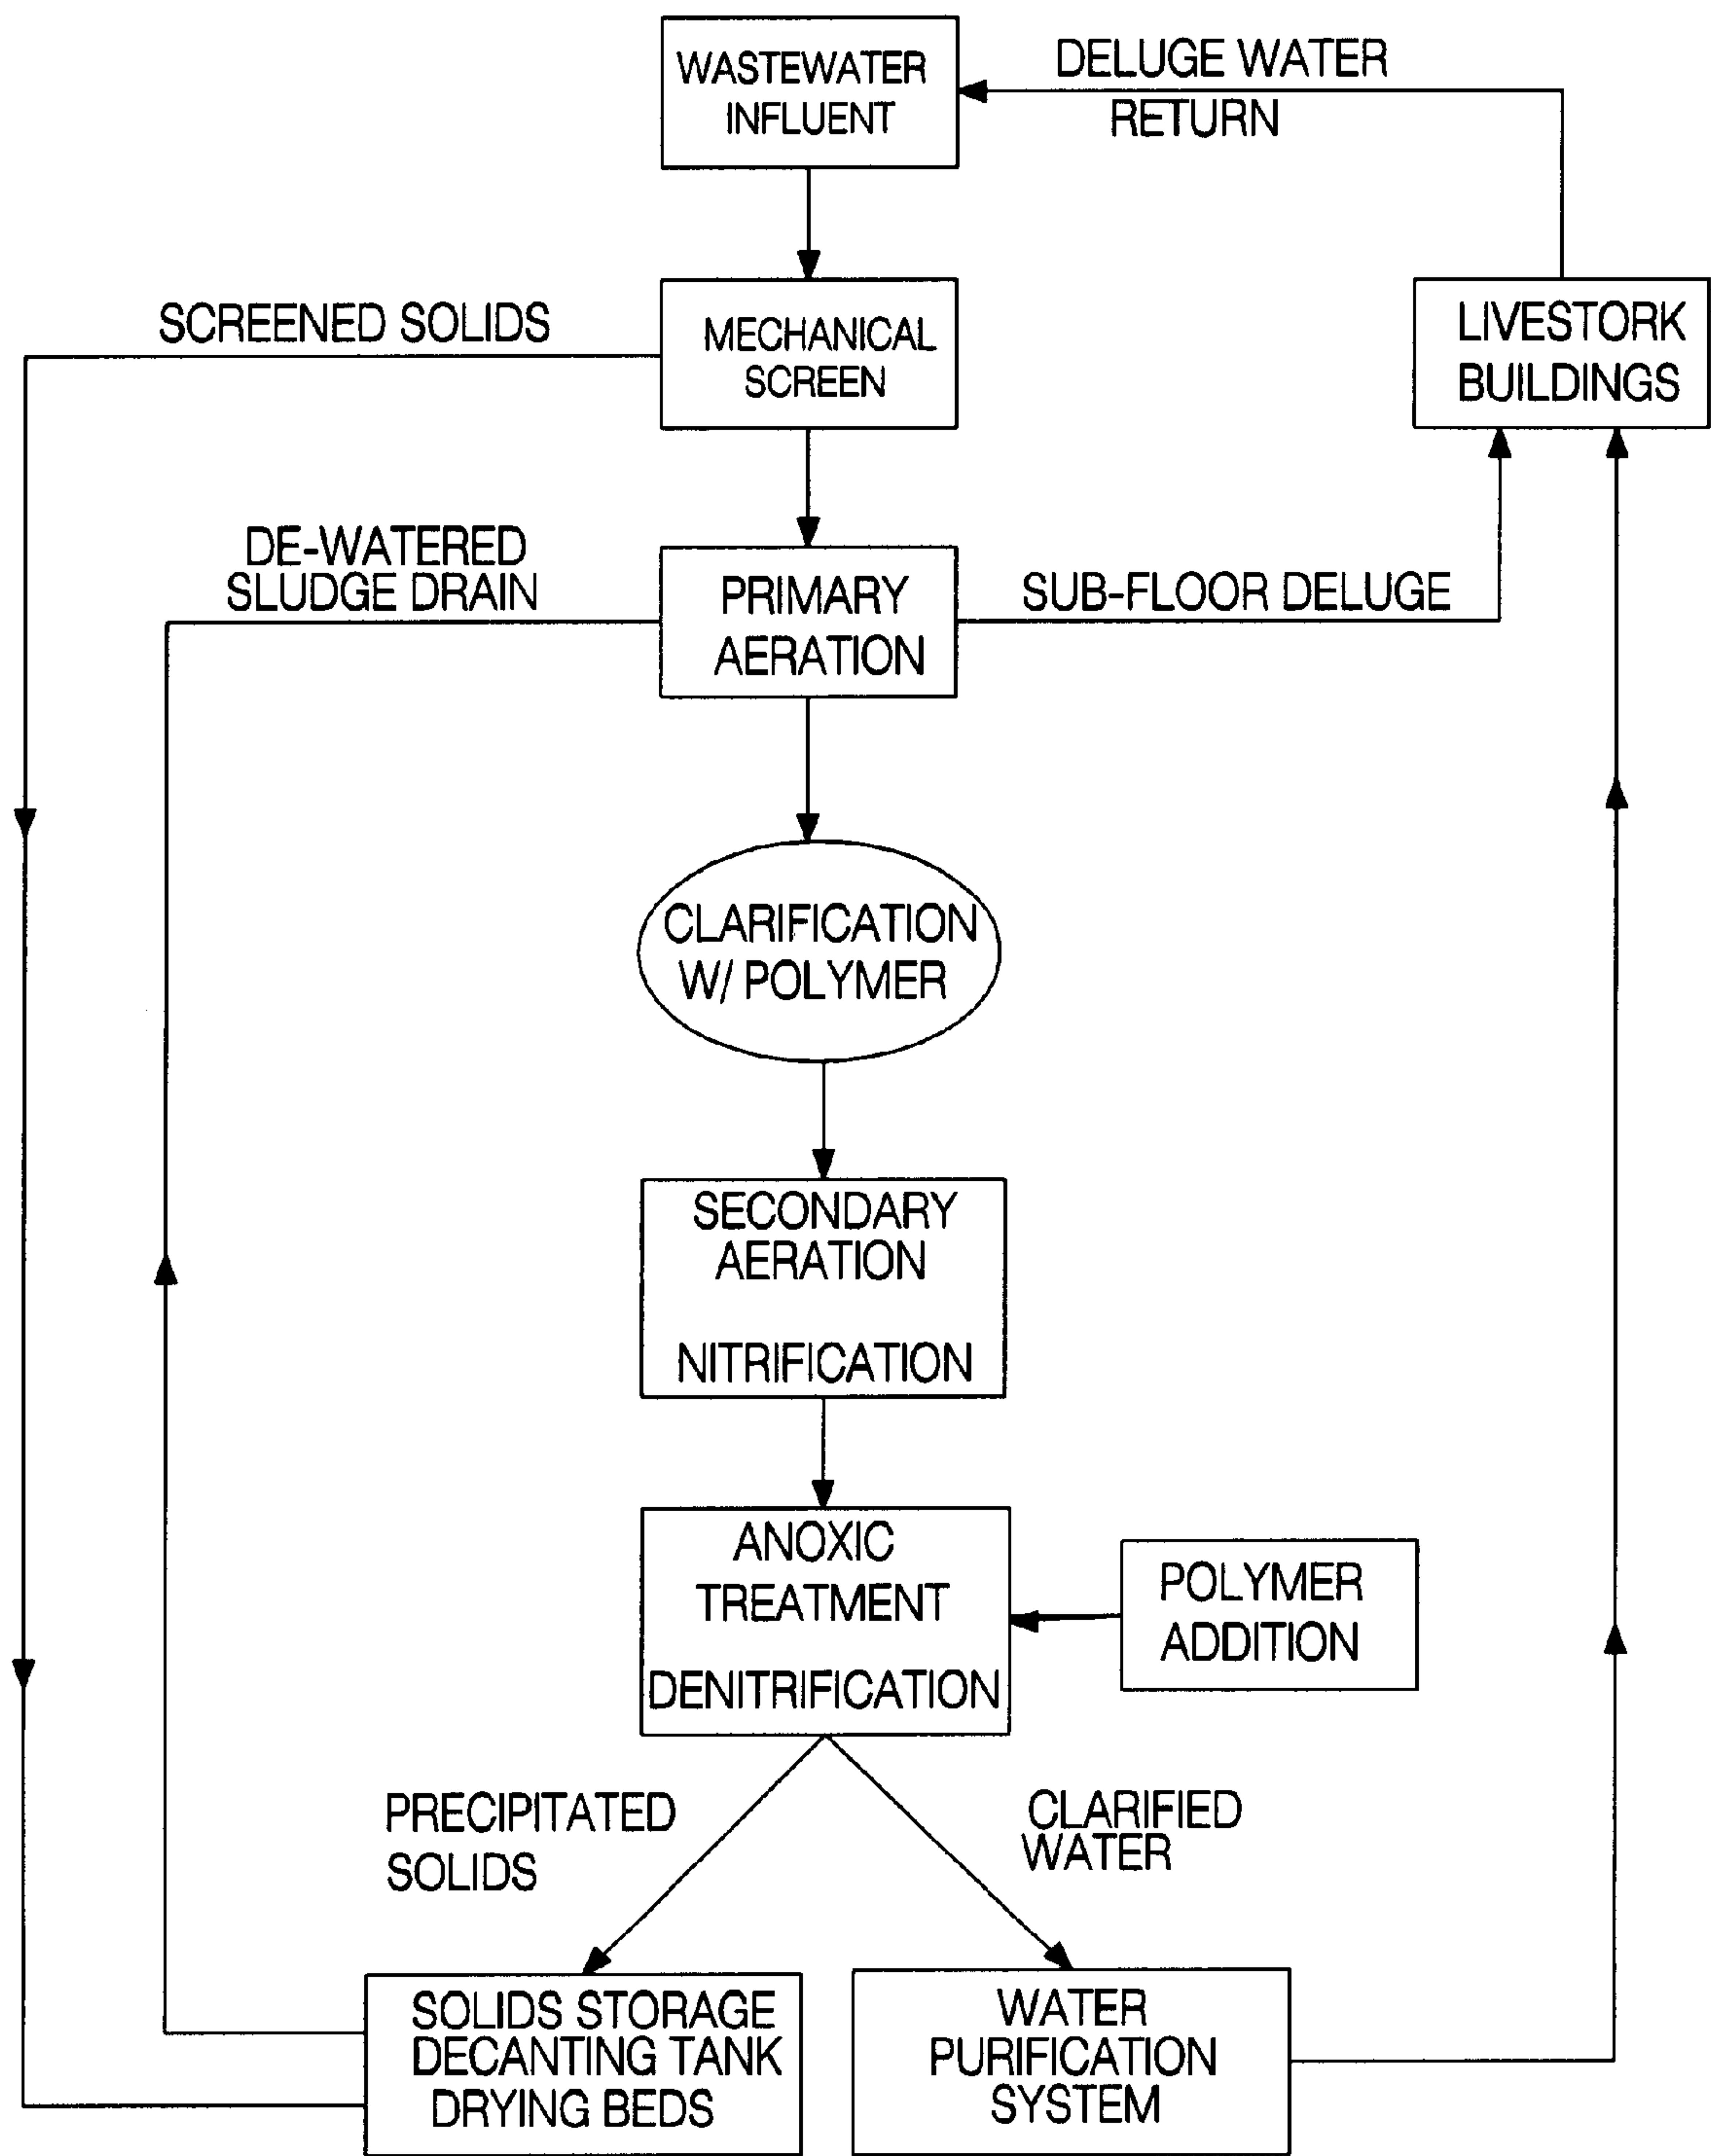 WASTEWATER
INFLUENT
DELUGE WATER
RETURN
SCREENED SOLIDS
MECHANICAL
SCREEN
LIVESTORK
BUILDINGS
DE-WATERED
SLUDGE DRAIN
PRIMARY
AERATION
SUB-FLOOR DELUGE
CLARIFICATION
W/ POLYMER
SECONDARY
AERATION
NITRIFICATION
ANOXIC
TREATMENT
DENITRIFICATION
POLYMER
ADDITION
PRECIPITATED
SOLIDS
CLARIFIED
WATER
SOLIDS STORAGE
DECANTING TANK
DRYING BEDS
WATER
PURIFICATION
SYSTEM